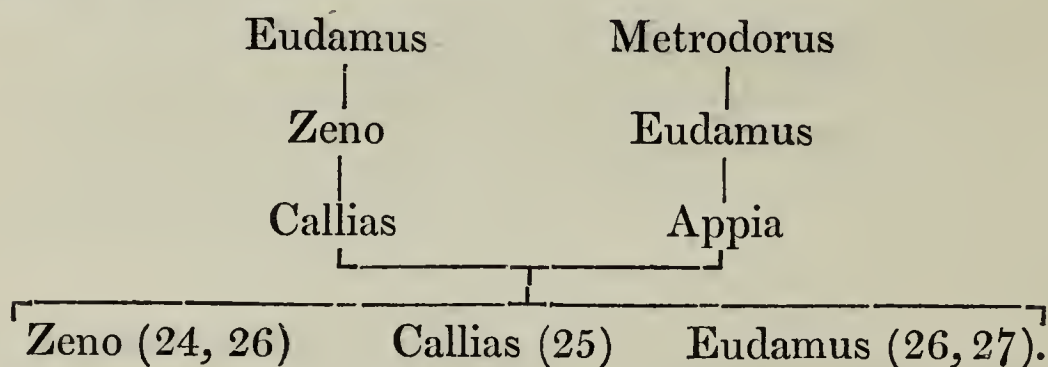 Eudamus Metrodorus
Zeno Eudamus
Callias Appia
Zeno (24, 26) Callias (25) Eudamus (26, 27).